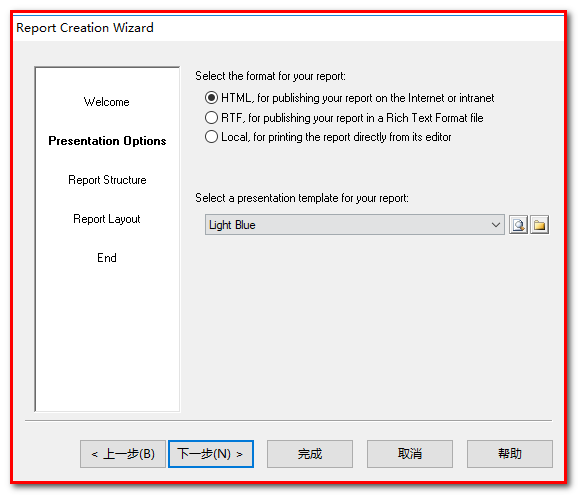 Report Creation Wizard
Welcome
Presentation Options
Report Structure
Report Layout
End
Select the format for your report:
HTML, for publishing your report on the Internet or intranet
RTF, for publishing your report in a Rich Text Format file
Local, for printing the report directly from its editor
Select a presentation template for your report:
Light Blue
< 上一步(B) 下一步(N) > 完成 取消 帮助